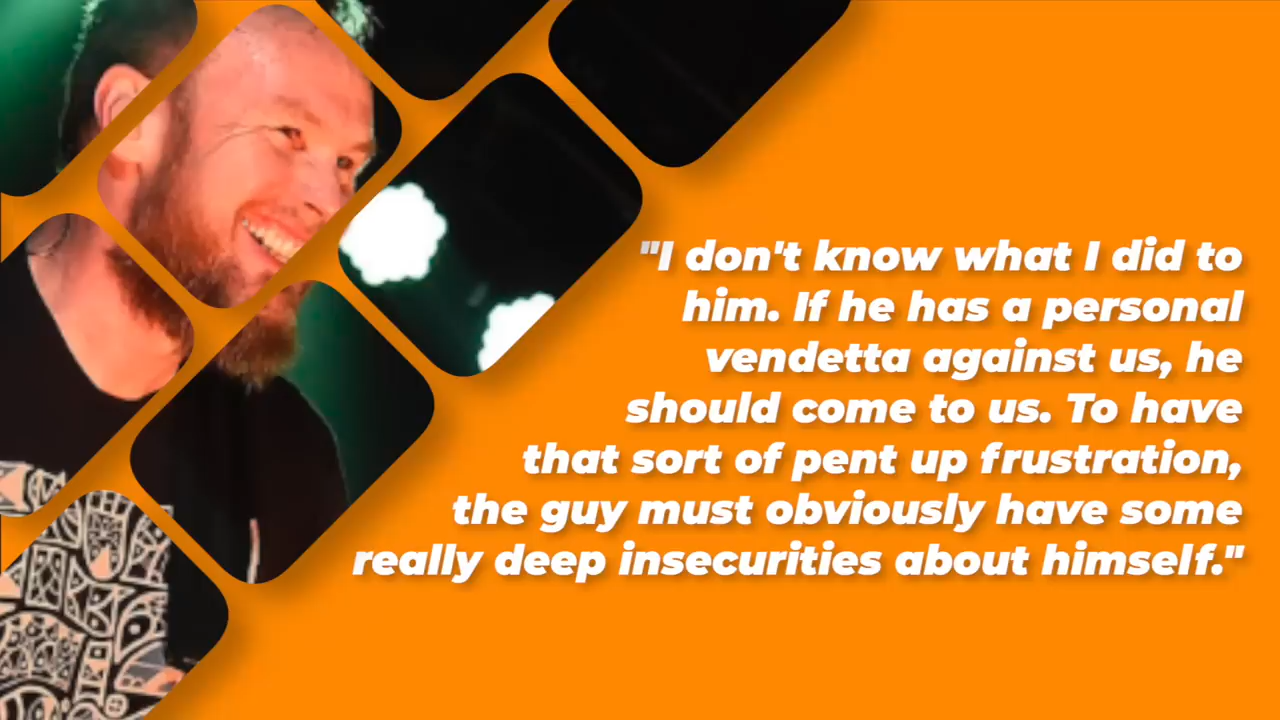 "I don't know what I did to
him. If he has a personal
vendetta against us, he
should come to us. To have
that sort of pent up frustration,
the guy must obviously have some
really deep insecurities about himself."